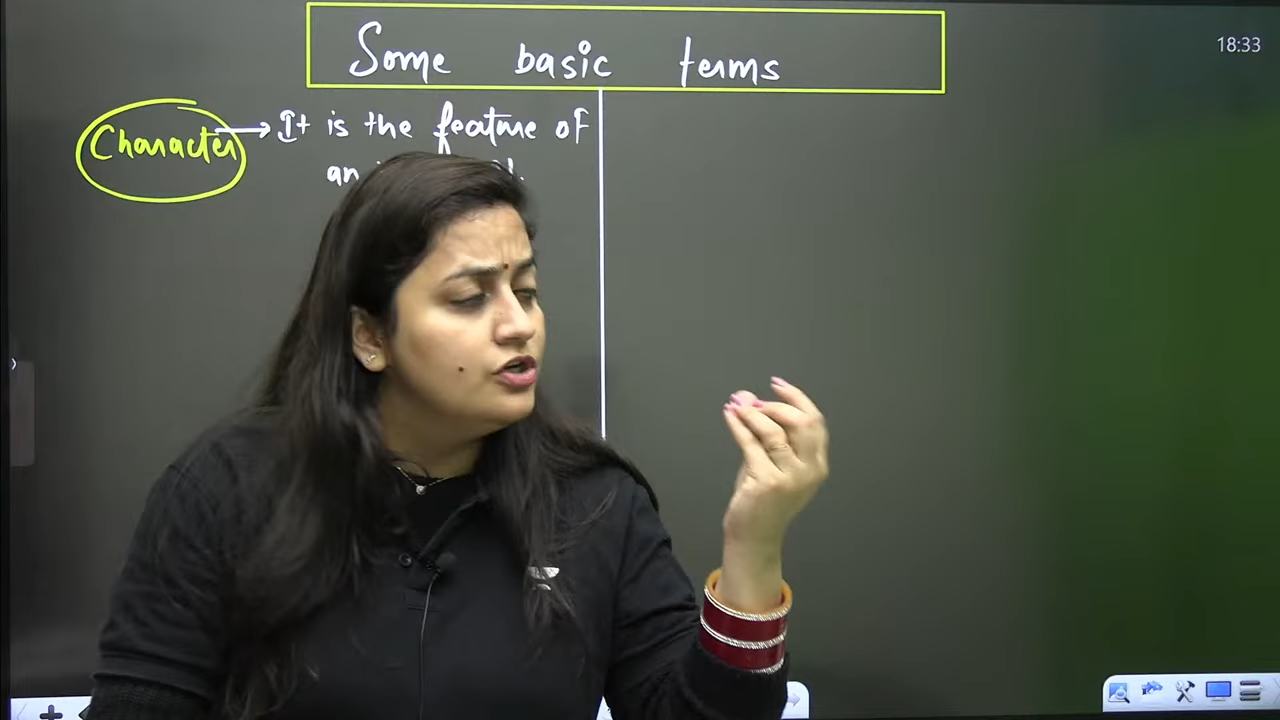 Some basic terms
18:33
Character → It is the feature of
an